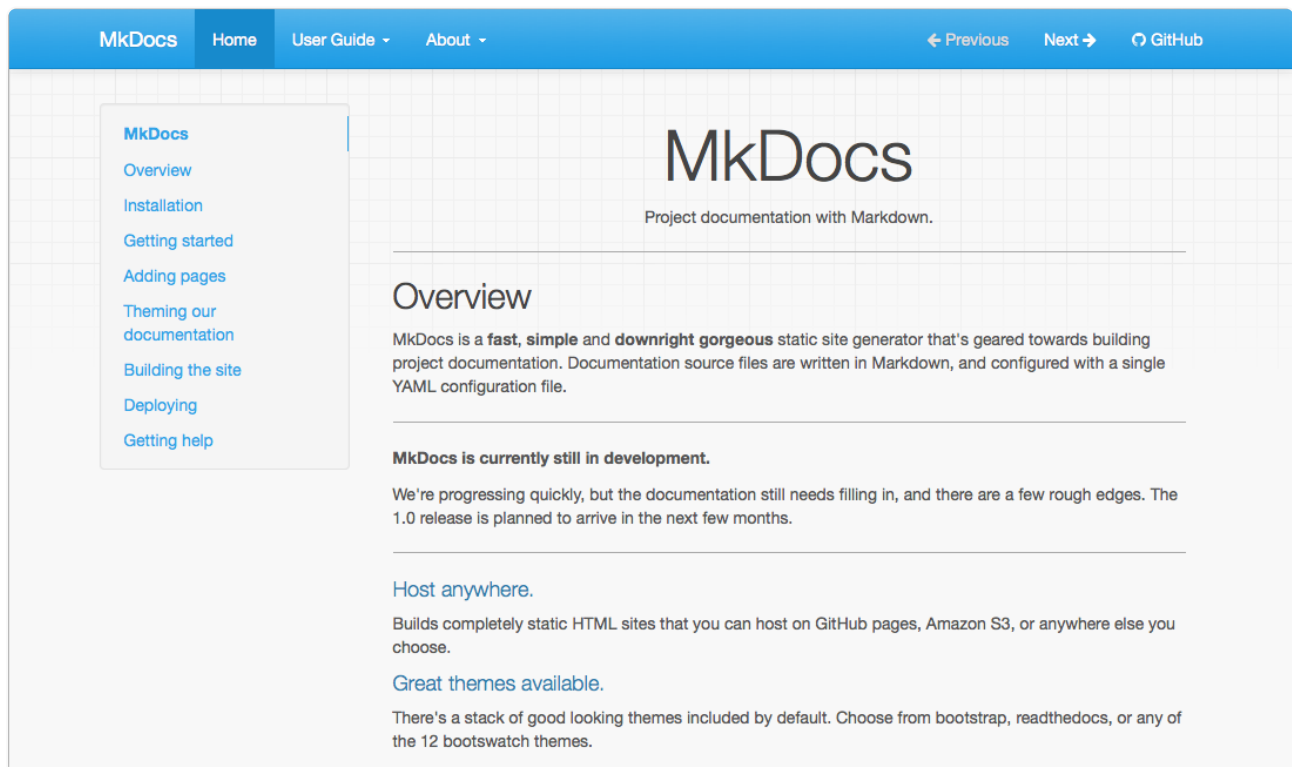 MkDocs Home User Guide About Previous Next GitHub
MkDocs
Overview
Installation
Getting started
Adding pages
Theming our
documentation
Building the site
Deploying
Getting help
MkDocs
Project documentation with Markdown.
Overview
MkDocs is a fast, simple and downright gorgeous static site generator that's geared towards building
project documentation. Documentation source files are written in Markdown, and configured with a single
YAML configuration file.
MkDocs is currently still in development.
We're progressing quickly, but the documentation still needs filling in, and there are a few rough edges. The
1.0 release is planned to arrive in the next few months.
Host anywhere.
Builds completely static HTML sites that you can host on GitHub pages, Amazon S3, or anywhere else you
choose.
Great themes available.
There's a stack of good looking themes included by default. Choose from bootstrap, readthedocs, or any of
the 12 bootswatch themes.